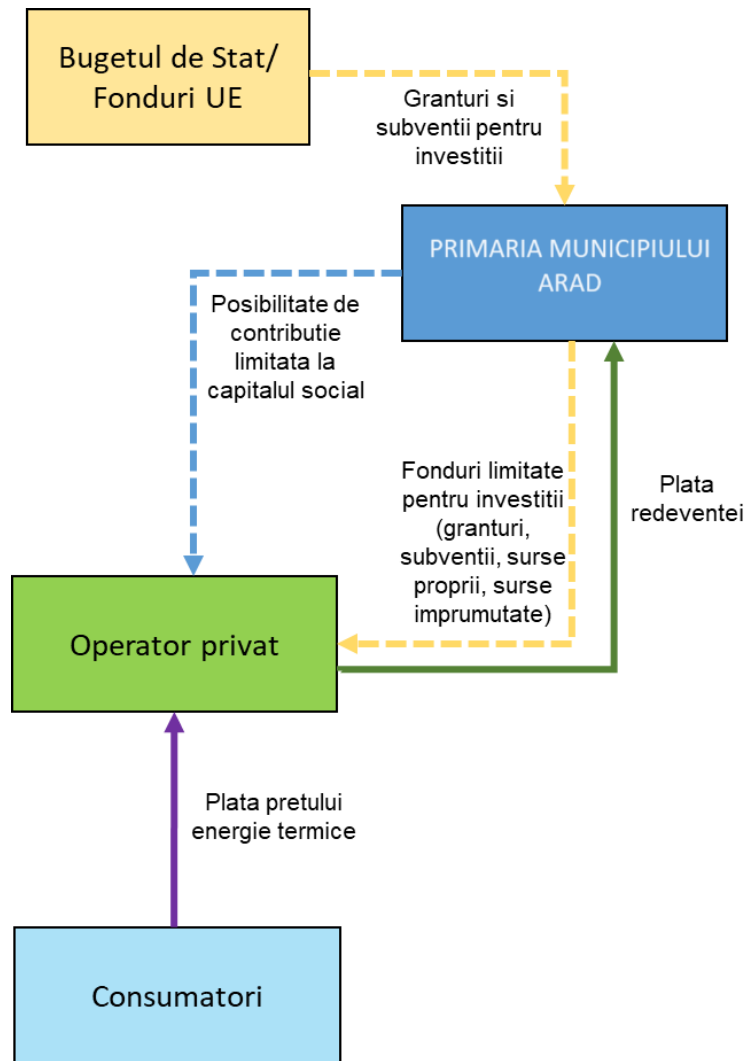 Bugetul de Stat/
Fonduri UE
Granturi si
subventii pentru
investitii
PRIMARIA MUNICIPIULUI
ARAD
Posibilitate de
contributie
limitata la
capitalul social
Fonduri limitate
pentru investitii
(granturi,
subventii, surse
proprii, surse
imprumutate)
Plata
redeventei
Operator privat
Plata pretului
energie termice
Consumatori